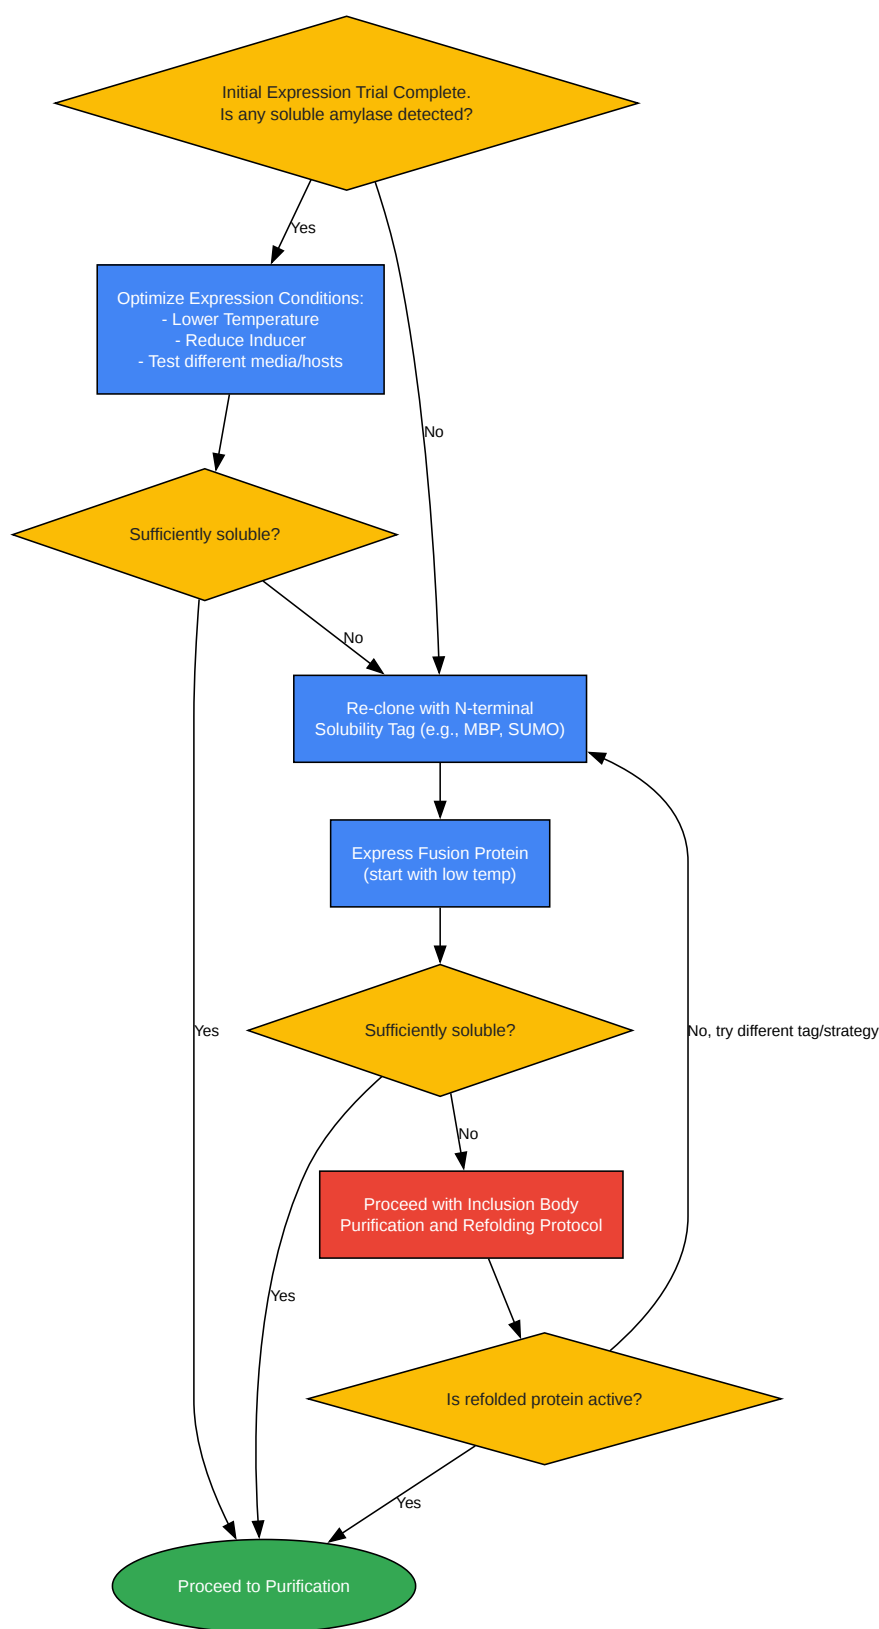 Initial Expression Trial Complete.
Is any soluble amylase detected?
Yes
Optimize Expression Conditions:
- Lower Temperature
- Reduce Inducer
- Test different media/hosts
No
Sufficiently soluble?
No
Re-clone with N-terminal
Solubility Tag (e.g., MBP, SUMO)
Express Fusion Protein
(start with low temp)
Sufficiently soluble?
Yes
No, try different tag/strategy
No
Proceed with Inclusion Body
Purification and Refolding Protocol
Yes
Is refolded protein active?
Yes
Proceed to Purification